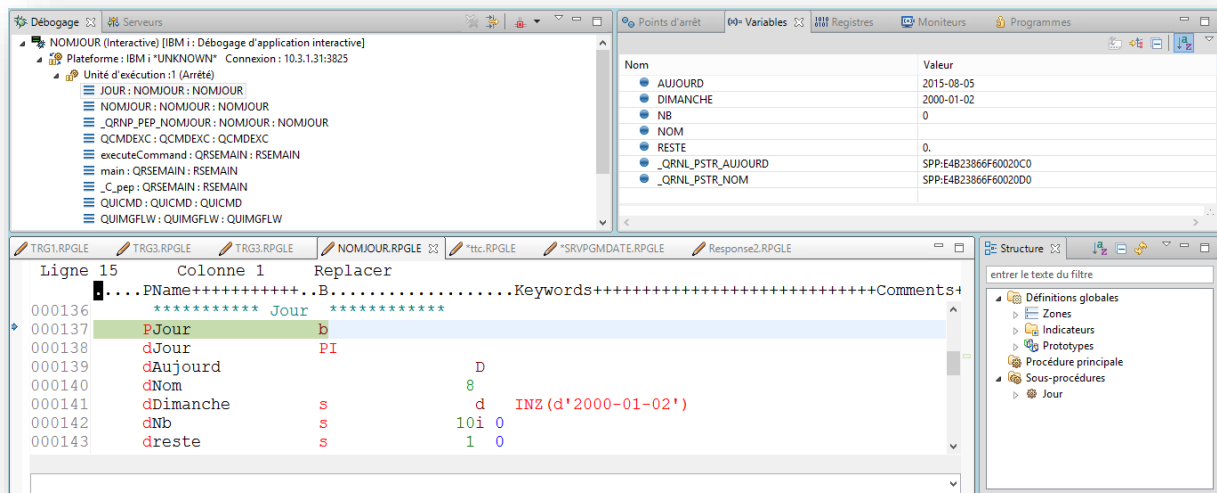 Débogage Serveurs
NOMJOUR (Interactive) [IBM i : Débogage d'application interactive]
Plateforme : IBM i *UNKNOWN* Connexion : 10.3.1.31:3825
Unité d'exécution :1 (Arrêté)
JOUR : NOMJOUR : NOMJOUR
NOMJOUR : NOMJOUR : NOMJOUR
_QRNP_PEP_NOMJOUR : NOMJOUR : NOMJOUR
QCMDEXC : QCMDEXC : QCMDEXC
executeCommand : QRSEMAIN : RSEMAIN
main : QRSEMAIN : RSEMAIN
_C_pep : QRSEMAIN : RSEMAIN
QUICMD : QUICMD : QUICMD
QUIMGFLW : QUIMGFLW : QUIMGFLW
Points d'arrêt (x)= Variables Registres Moniteurs Programmes
Nom Valeur
AUJOURD 2015-08-05
DIMANCHE 2000-01-02
NB 0
NOM
RESTE 0.
_QRNL_PSTR_AUJOURD SPP:E4B23866F60020C0
_QRNL_PSTR_NOM SPP:E4B23866F60020D0
TRG1.RPGLE TRG3.RPGLE TRG3.RPGLE NOMJOUR.RPGLE *ttc.RPGLE *SRVPGMDATE.RPGLE Response2.RPGLE
Ligne 15 Colonne 1 Replacer
.....PName+++++++++++..B...................Keywords+++++++++++++++++++++++++++++Comments+
000136 *********** Jour ************
000137 PJour b
000138 dJour PI
000139 dAujourd D
000140 dNom 8
000141 dDimanche s d INZ(d'2000-01-02')
000142 dNb s 10i 0
000143 dreste s 1 0
Structure
entrer le texte du filtre
Définitions globales
Zones
Indicateurs
Prototypes
Procédure principale
Sous-procédures
Jour